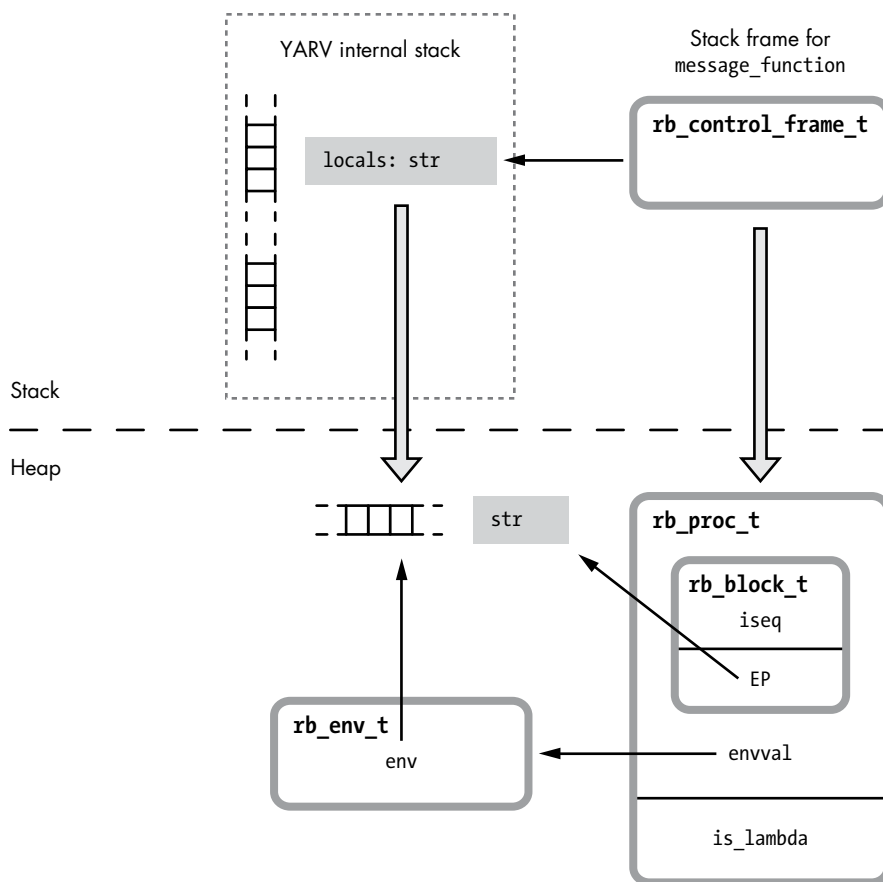 YARV internal stack
Stack frame for
message_function
rb_control_frame_t
locals: str
Stack
Heap
str
rb_proc_t
rb_block_t
iseq
EP
rb_env_t
env
envval
is_lambda